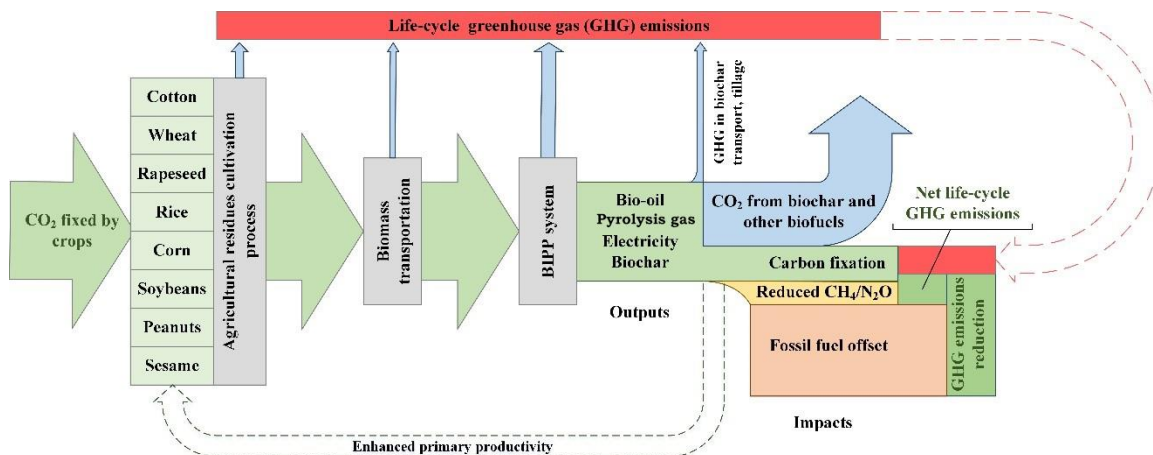 Life-cycle greenhouse gas (GHG) emissions
CO₂ fixed by
crops
Cotton
Wheat
Rapeseed
Rice
Corn
Soybeans
Peanuts
Sesame
Agricultural residues cultivation
process
Biomass
transportation
BIPP system
GHG in biochar
transport, tillage
Bio-oil
Pyrolysis gas
Electricity
Biochar
Outputs
CO₂ from biochar and
other biofuels
Net life-cycle
GHG emissions
Carbon fixation
Reduced CH₄/N₂O
Fossil fuel offset
GHG emissions
reduction
Impacts
Enhanced primary productivity